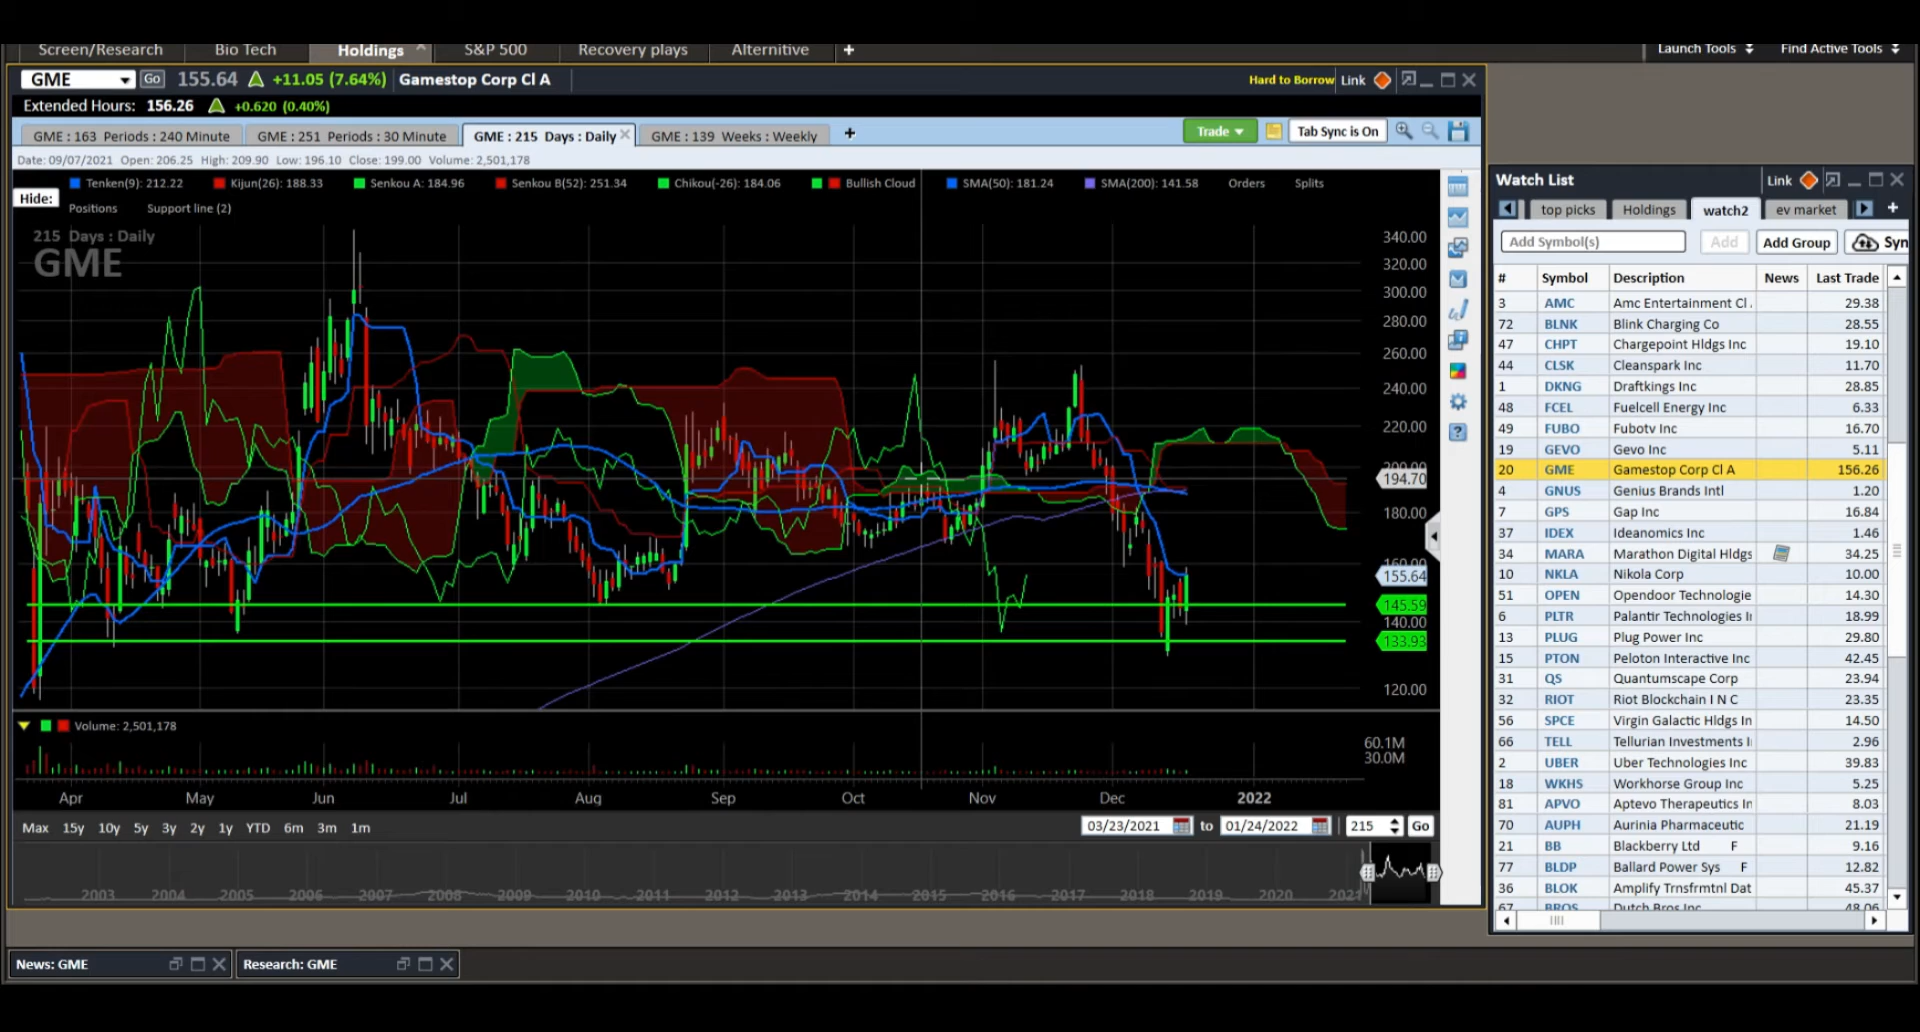 Screen/Research Bio Tech Holdings S&P 500 Recovery plays Alternitive + Launch Tools Find Active Tools
GME Go 155.64 +11.05 (7.64%) Gamestop Corp Cl A Hard to Borrow Link
Extended Hours: 156.26 +0.620 (0.40%)
GME : 163 Periods : 240 Minute GME : 251 Periods : 30 Minute GME : 215 Days : Daily GME : 139 Weeks : Weekly + Trade Tab Sync is On
Date: 09/07/2021 Open: 206.25 High: 209.90 Low: 196.10 Close: 199.00 Volume: 2,501,178
Hide: Tenken(9): 212.22 Kijun(26): 188.33 Senkou A: 184.96 Senkou B(52): 251.34 Chikou(-26): 184.06 Bullish Cloud SMA(50): 181.24 SMA(200): 141.58 Orders Splits
Positions Support line (2)
215 Days : Daily
GME
340.00
320.00
300.00
280.00
260.00
240.00
220.00
200.00
194.70
180.00
160.00
155.64
145.59
140.00
133.93
120.00
Volume: 2,501,178
60.1M
30.0M
Apr May Jun Jul Aug Sep Oct Nov Dec 2022
Max 15y 10y 5y 3y 2y 1y YTD 6m 3m 1m 03/23/2021 to 01/24/2022 215 Go
2003 2004 2005 2006 2007 2008 2009 2010 2011 2012 2013 2014 2015 2016 2017 2018 2019 2020 2021
News: GME Research: GME
Watch List Link
top picks Holdings watch2 ev market +
Add Symbol(s) Add Add Group Syn
# Symbol Description News Last Trade
3 AMC Amc Entertainment Cl 29.38
72 BLNK Blink Charging Co 28.55
47 CHPT Chargepoint Hldgs Inc 19.10
44 CLSK Cleanspark Inc 11.70
1 DKNG Draftkings Inc 28.85
48 FCEL Fuelcell Energy Inc 6.33
49 FUBO Fubotv Inc 16.70
19 GEVO Gevo Inc 5.11
20 GME Gamestop Corp Cl A 156.26
4 GNUS Genius Brands Intl 1.20
7 GPS Gap Inc 16.84
37 IDEX Ideanomics Inc 1.46
34 MARA Marathon Digital Hldgs 34.25
10 NKLA Nikola Corp 10.00
51 OPEN Opendoor Technologie 14.30
6 PLTR Palantir Technologies I 18.99
13 PLUG Plug Power Inc 29.80
15 PTON Peloton Interactive Inc 42.45
31 QS Quantumscape Corp 23.94
32 RIOT Riot Blockchain I N C 23.35
56 SPCE Virgin Galactic Hldgs In 14.50
66 TELL Tellurian Investments I 2.96
2 UBER Uber Technologies Inc 39.83
18 WKHS Workhorse Group Inc 5.25
81 APVO Aptevo Therapeutics In 8.03
70 AUPH Aurinia Pharmaceutic 21.19
21 BB Blackberry Ltd F 9.16
77 BLDP Ballard Power Sys F 12.82
36 BLOK Amplify Trnsfrmtnl Dat 45.37
67 BROS Dutch Bros Inc 48.06